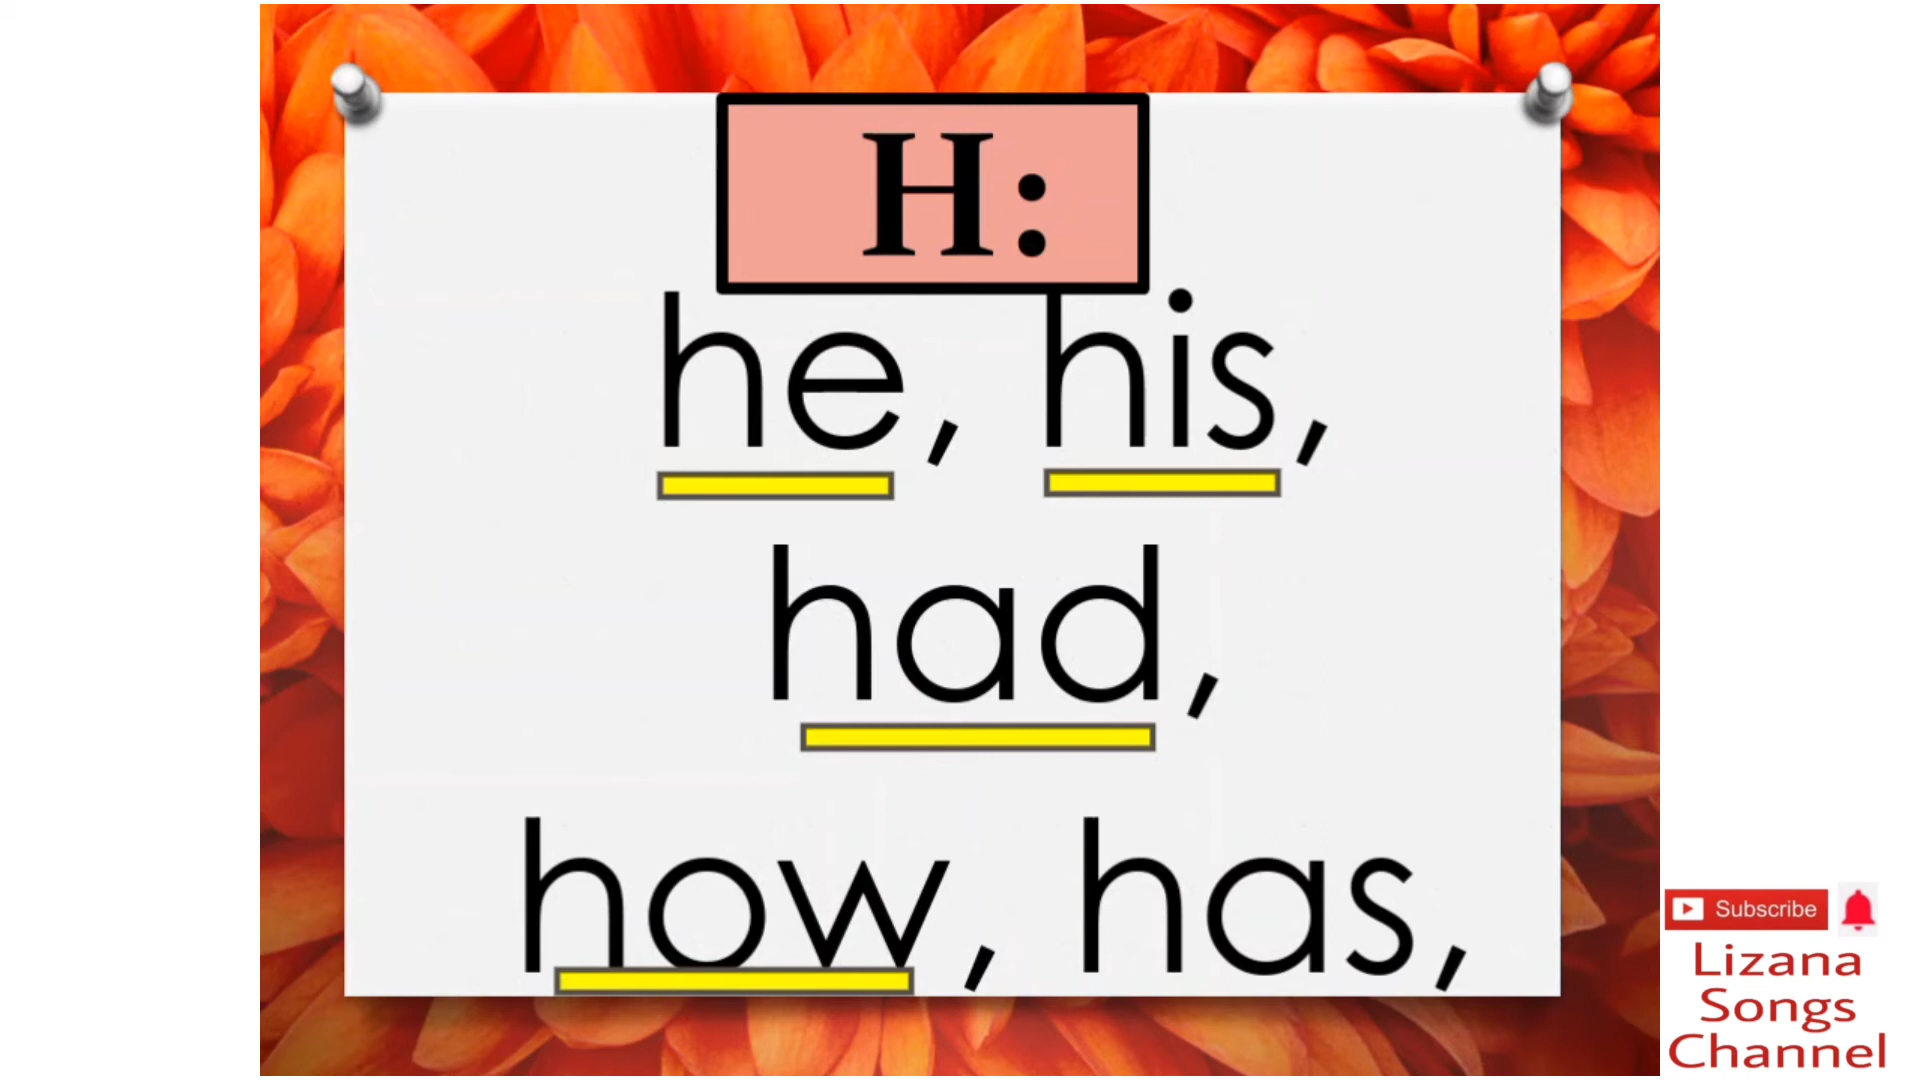 H:
he, his,
had,
how, has,
Subscribe
Lizana
Songs
Channel